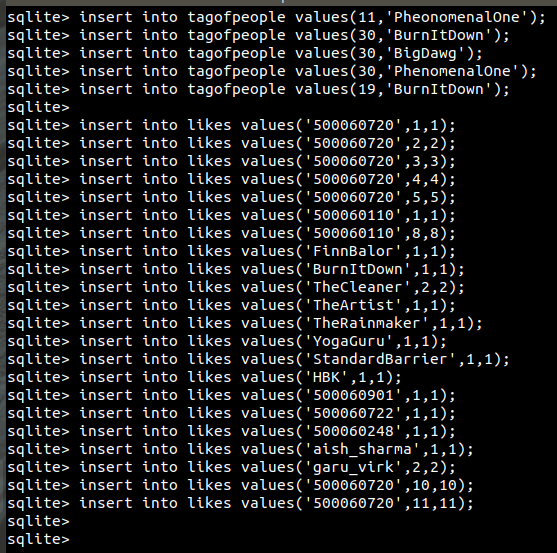 sqlite> insert into tagofpeople values(11,'PheonomenalOne');
sqlite> insert into tagofpeople values(30,'BurnItDown');
sqlite> insert into tagofpeople values(30,'BigDawg');
sqlite> insert into tagofpeople values(30,'PhenomenalOne');
sqlite> insert into tagofpeople values(19,'BurnItDown');
sqlite>
sqlite> insert into likes values('500060720',1,1);
sqlite> insert into likes values('500060720',2,2);
sqlite> insert into likes values('500060720',3,3);
sqlite> insert into likes values('500060720',4,4);
sqlite> insert into likes values('500060720',5,5);
sqlite> insert into likes values('500060110',1,1);
sqlite> insert into likes values('500060110',8,8);
sqlite> insert into likes values('FinnBalor',1,1);
sqlite> insert into likes values('BurnItDown',1,1);
sqlite> insert into likes values('TheCleaner',2,2);
sqlite> insert into likes values('TheArtist',1,1);
sqlite> insert into likes values('TheRainmaker',1,1);
sqlite> insert into likes values('YogaGuru',1,1);
sqlite> insert into likes values('StandardBarrier',1,1);
sqlite> insert into likes values('HBK',1,1);
sqlite> insert into likes values('500060901',1,1);
sqlite> insert into likes values('500060722',1,1);
sqlite> insert into likes values('500060248',1,1);
sqlite> insert into likes values('aish_sharma',1,1);
sqlite> insert into likes values('garu_virk',2,2);
sqlite> insert into likes values('500060720',10,10);
sqlite> insert into likes values('500060720',11,11);
sqlite>
sqlite>